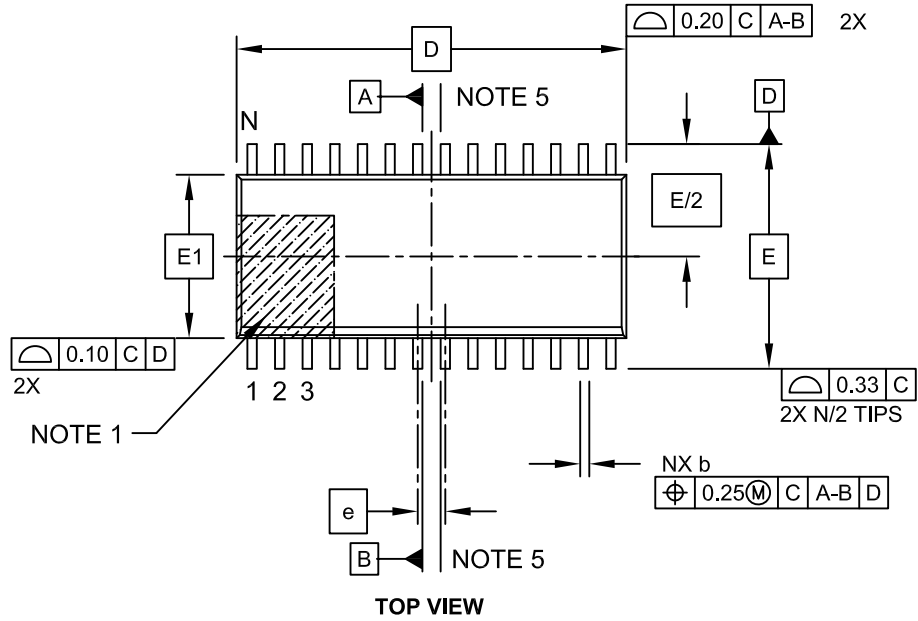 ⌓ 0.20 C A-B 2X
D
A NOTE 5
D
N
E/2
E1
E
⌓ 0.10 C D
2X
1 2 3
⌓ 0.33 C
2X N/2 TIPS
NOTE 1
NX b
⌖ 0.25Ⓜ C A-B D
e
B NOTE 5
TOP VIEW